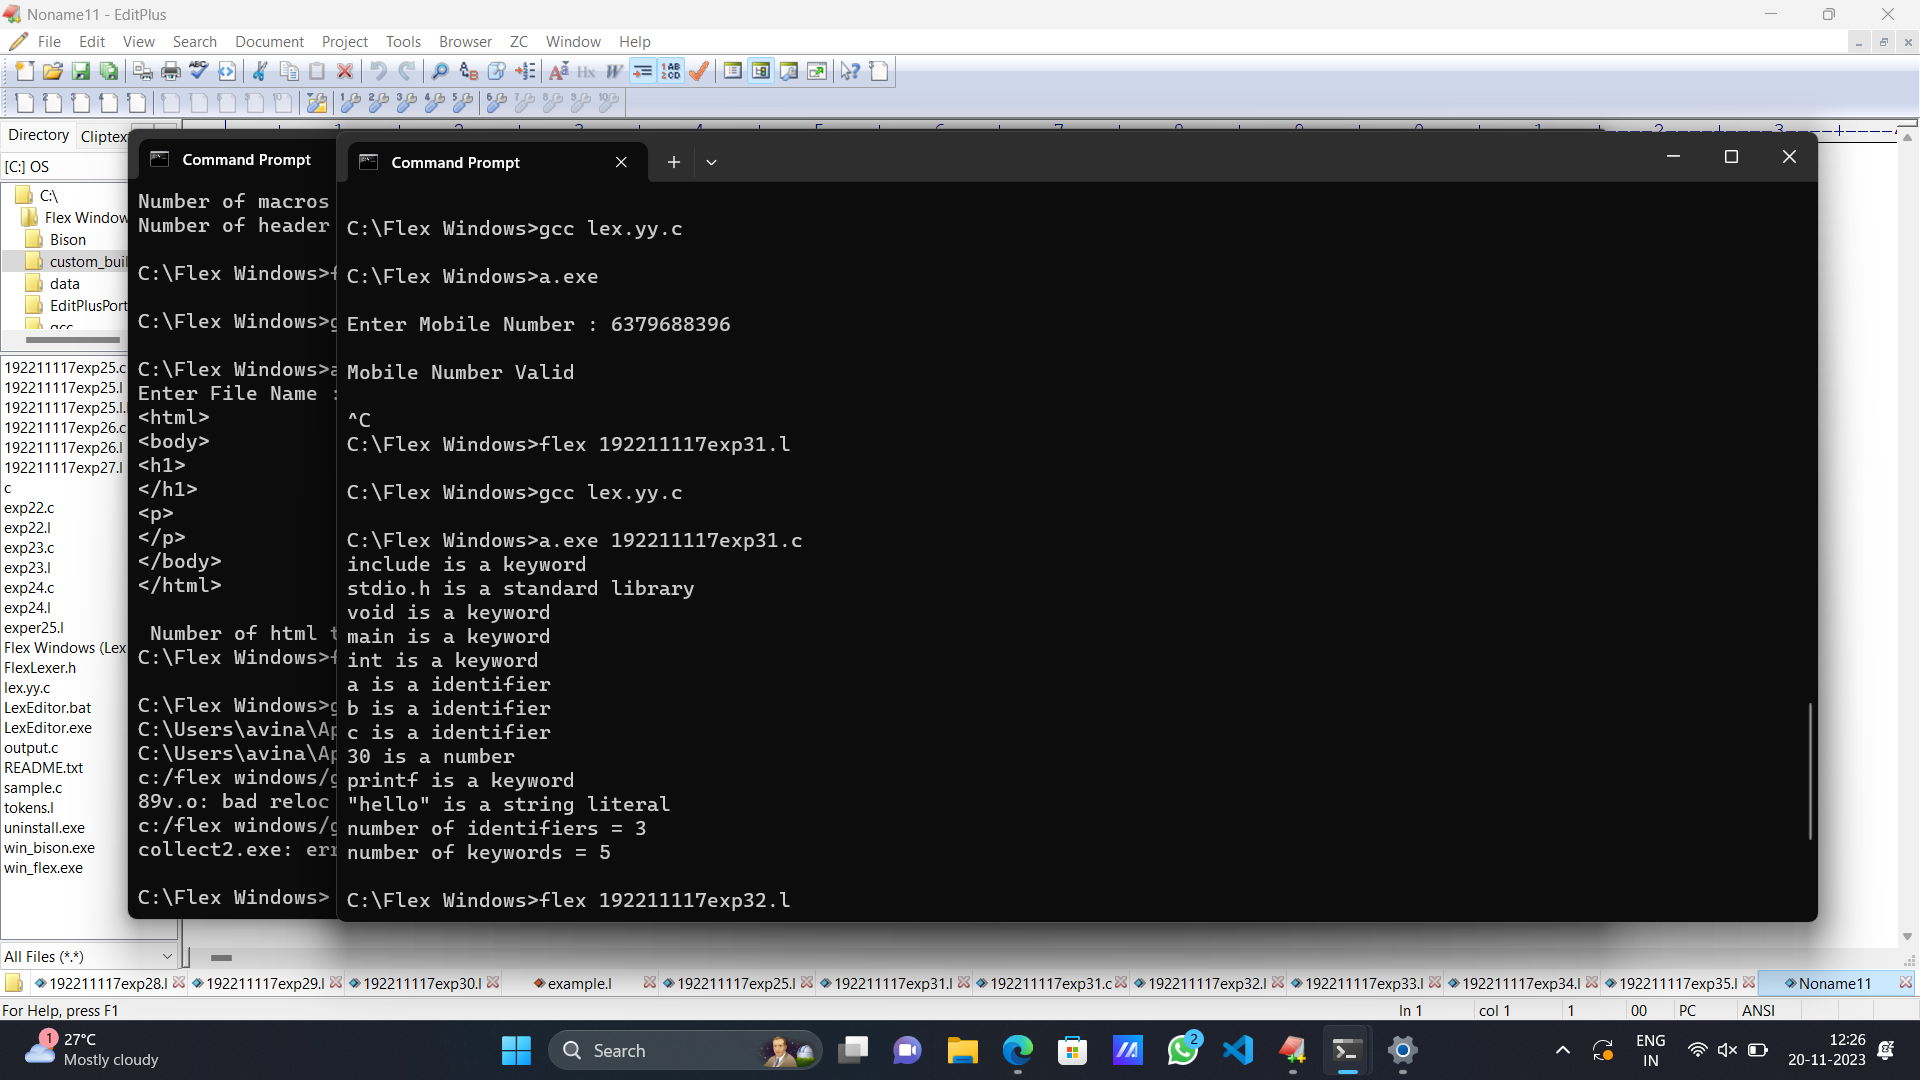 Noname11 - EditPlus
File Edit View Search Document Project Tools Browser ZC Window Help
Directory Cliptex
[C:] OS
C:\
Flex Window
Bison
custom_buil
data
EditPlusPort
gcc
192211117exp25.c
192211117exp25.l
192211117exp25.l.
192211117exp26.c
192211117exp26.l
192211117exp27.l
c
exp22.c
exp22.l
exp23.c
exp23.l
exp24.c
exp24.l
exper25.l
Flex Windows (Lex
FlexLexer.h
lex.yy.c
LexEditor.bat
LexEditor.exe
output.c
README.txt
sample.c
tokens.l
uninstall.exe
win_bison.exe
win_flex.exe
All Files (*.*)
Command Prompt
Number of macros
Number of header
C:\Flex Windows>f
C:\Flex Windows>g
C:\Flex Windows>a
Enter File Name :
<html>
<body>
<h1>
</h1>
<p>
</p>
</body>
</html>
Number of html t
C:\Flex Windows>f
C:\Flex Windows>g
C:\Users\avina\Ap
C:\Users\avina\Ap
c:/flex windows/g
89v.o: bad reloc
c:/flex windows/g
collect2.exe: err
C:\Flex Windows>
Command Prompt
C:\Flex Windows>gcc lex.yy.c
C:\Flex Windows>a.exe
Enter Mobile Number : 6379688396
Mobile Number Valid
^C
C:\Flex Windows>flex 192211117exp31.l
C:\Flex Windows>gcc lex.yy.c
C:\Flex Windows>a.exe 192211117exp31.c
include is a keyword
stdio.h is a standard library
void is a keyword
main is a keyword
int is a keyword
a is a identifier
b is a identifier
c is a identifier
30 is a number
printf is a keyword
"hello" is a string literal
number of identifiers = 3
number of keywords = 5
C:\Flex Windows>flex 192211117exp32.l
192211117exp28.l 192211117exp29.l 192211117exp30.l example.l 192211117exp25.l 192211117exp31.l 192211117exp31.c 192211117exp32.l 192211117exp33.l 192211117exp34.l 192211117exp35.l Noname11
For Help, press F1 ln 1 col 1 1 00 PC ANSI
1
27°C
Mostly cloudy
Search
2
ENG
IN
12:26
20-11-2023